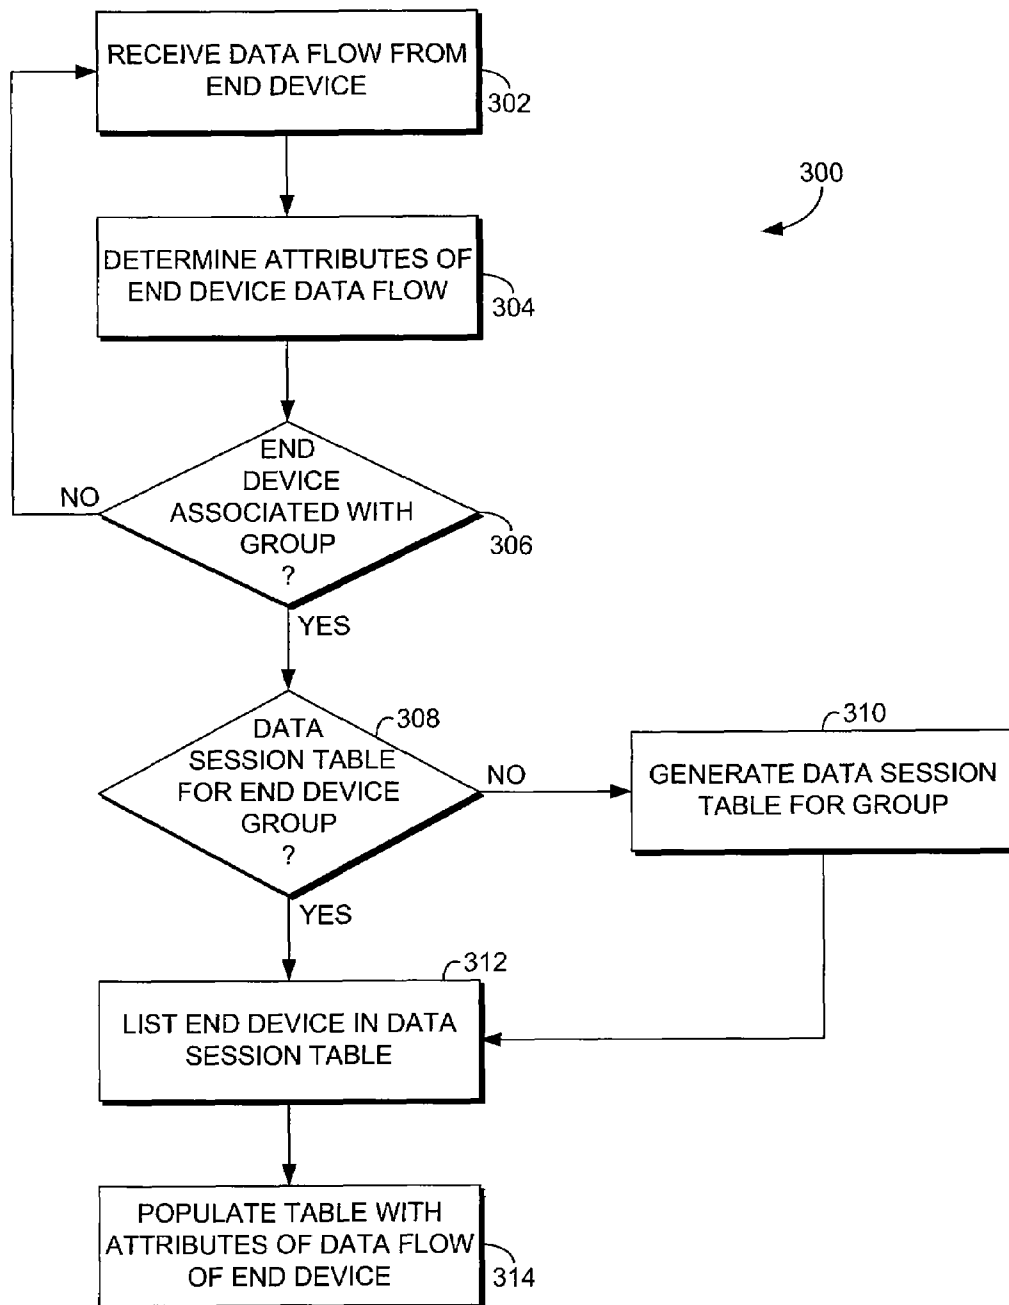 RECEIVE DATA FLOW FROM
END DEVICE
302
300
DETERMINE ATTRIBUTES OF
END DEVICE DATA FLOW
304
END
DEVICE
ASSOCIATED WITH
GROUP
?
NO
306
YES
308
DATA
SESSION TABLE
FOR END DEVICE
GROUP
?
NO
310
GENERATE DATA SESSION
TABLE FOR GROUP
YES
312
LIST END DEVICE IN DATA
SESSION TABLE
POPULATE TABLE WITH
ATTRIBUTES OF DATA FLOW
OF END DEVICE
314